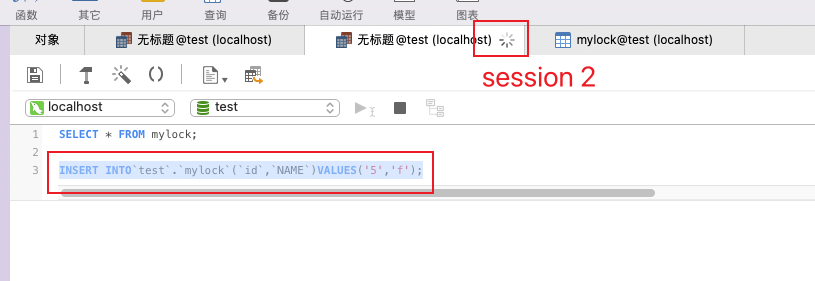 函数 其它 用户 查询 备份 自动运行 模型 图表
对象 无标题@test (localhost) 无标题@test (localhost) mylock@test (localhost)
session 2
localhost test
1 SELECT * FROM mylock;
2
3 INSERT INTO`test`.`mylock`(`id`,`NAME`)VALUES('5','f');